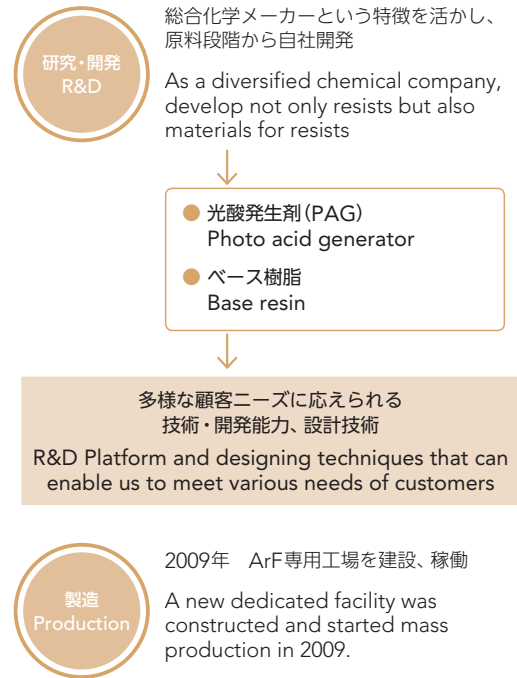 研究・開発
R&D
総合化学メーカーという特徴を活かし、
原料段階から自社開発
As a diversified chemical company,
develop not only resists but also
materials for resists
光酸発生剤(PAG)
Photo acid generator
ベース樹脂
Base resin
多様な顧客ニーズに応えられる
技術・開発能力、設計技術
R&D Platform and designing techniques that can
enable us to meet various needs of customers
製造
Production
2009年　ArF専用工場を建設、稼働
A new dedicated facility was
constructed and started mass
production in 2009.